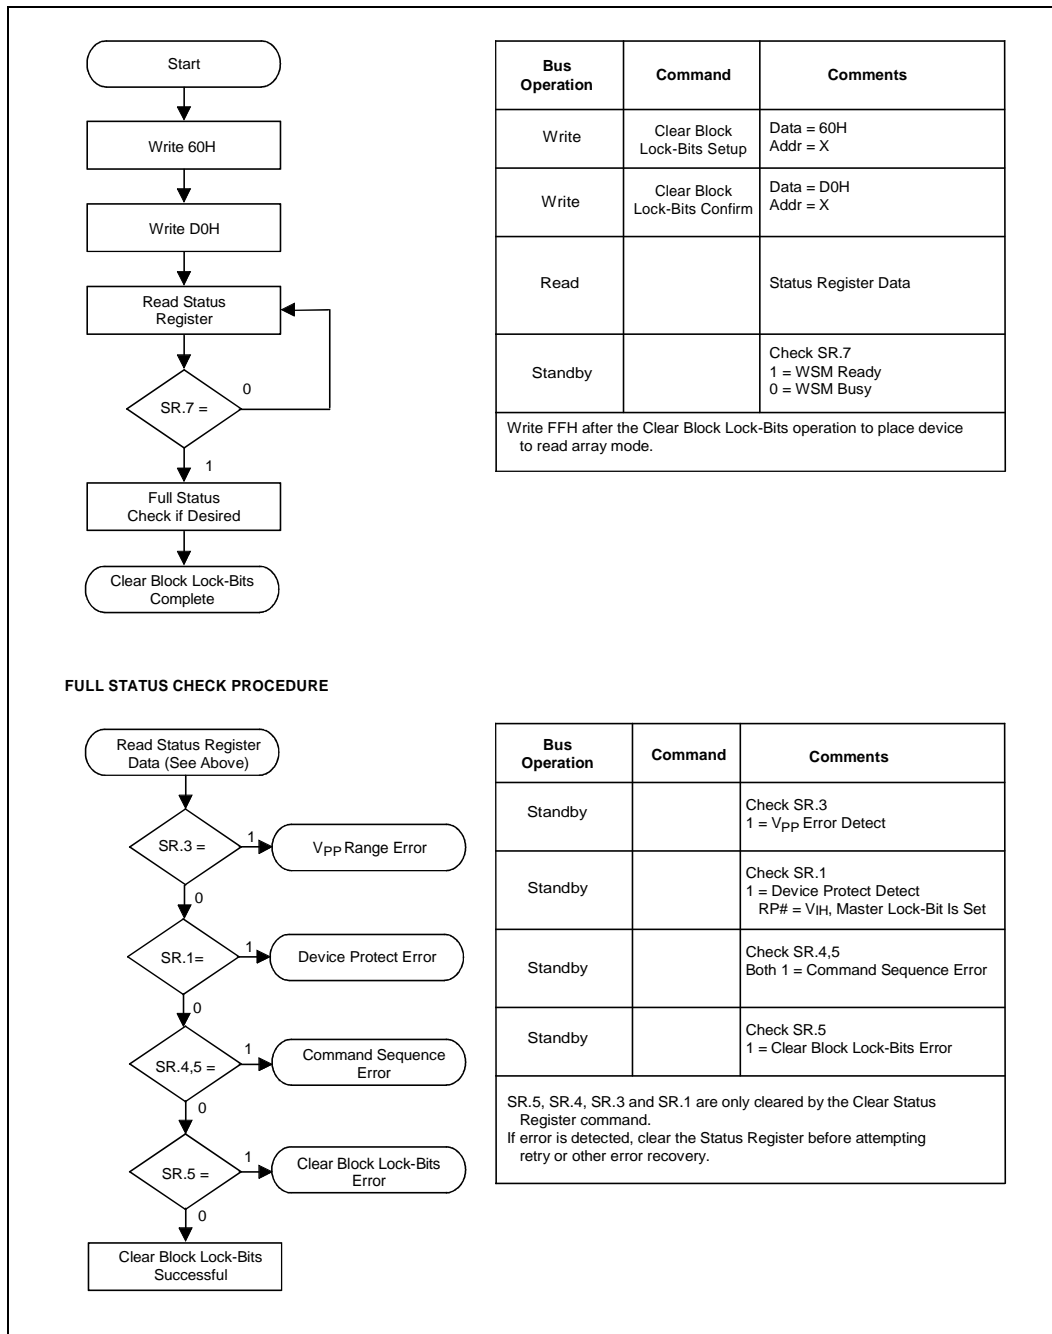 Start
Write 60H
Write D0H
Read Status
Register
0
SR.7 =
1
Full Status
Check if Desired
Clear Block Lock-Bits
Complete
Bus
Operation
Command
Comments
Write
Clear Block
Lock-Bits Setup
Data = 60H
Addr = X
Write
Clear Block
Lock-Bits Confirm
Data = D0H
Addr = X
Read
Status Register Data
Standby
Check SR.7
1 = WSM Ready
0 = WSM Busy
Write FFH after the Clear Block Lock-Bits operation to place device
to read array mode.
FULL STATUS CHECK PROCEDURE
Read Status Register
Data (See Above)
SR.3 =
1
VPP Range Error
0
SR.1=
1
Device Protect Error
0
SR.4,5 =
1
Command Sequence
Error
0
SR.5 =
1
Clear Block Lock-Bits
Error
0
Clear Block Lock-Bits
Successful
Bus
Operation
Command
Comments
Standby
Check SR.3
1 = VPP Error Detect
Standby
Check SR.1
1 = Device Protect Detect
RP# = VIH, Master Lock-Bit Is Set
Standby
Check SR.4,5
Both 1 = Command Sequence Error
Standby
Check SR.5
1 = Clear Block Lock-Bits Error
SR.5, SR.4, SR.3 and SR.1 are only cleared by the Clear Status
Register command.
If error is detected, clear the Status Register before attempting
retry or other error recovery.